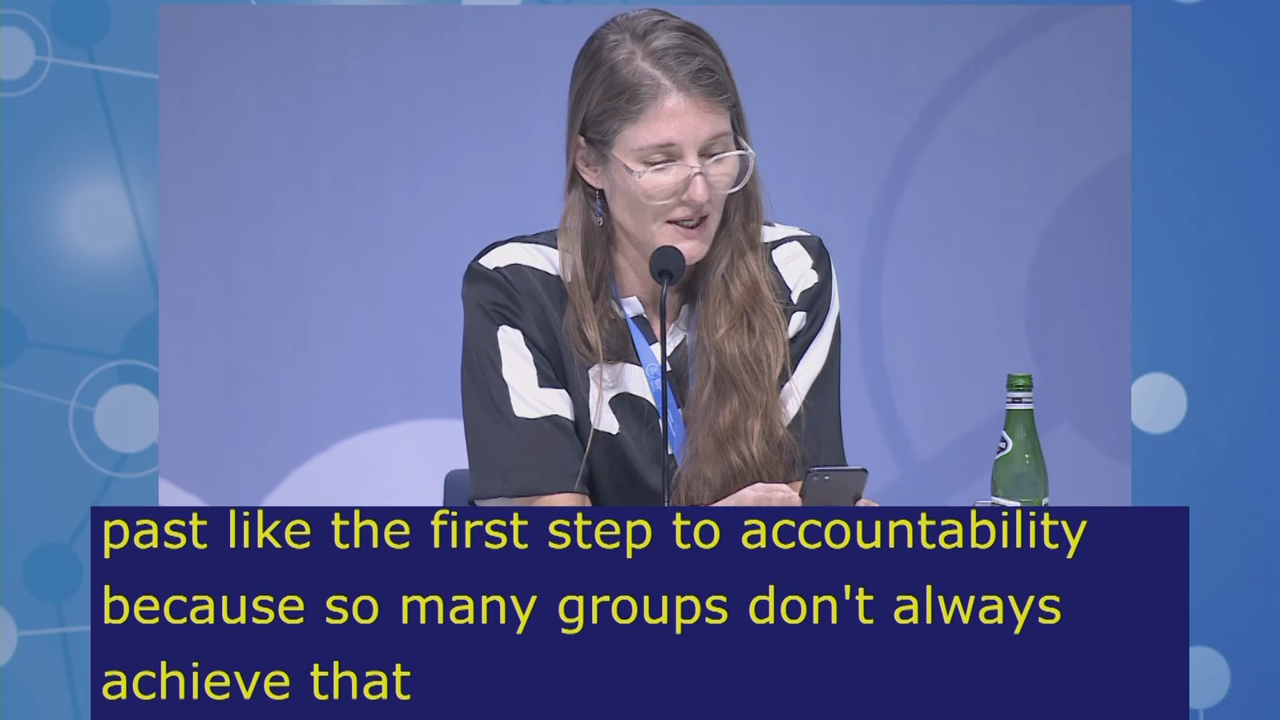 past like the first step to accountability
because so many groups don't always
achieve that